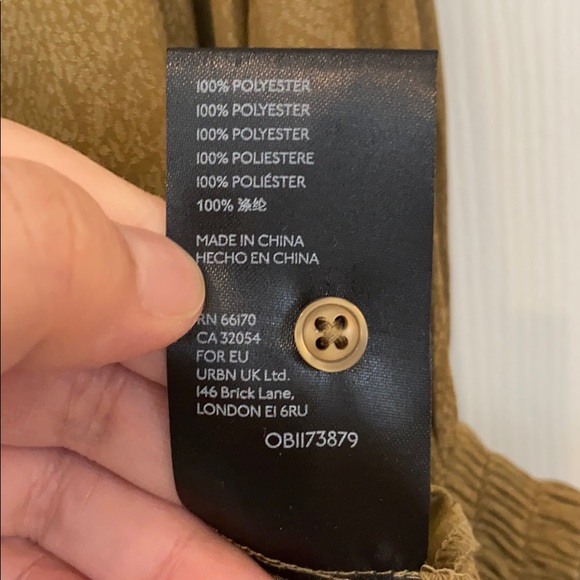 100% POLYESTER
100% POLYESTER
100% POLYESTER
100% POLIESTERE
100% POLIÉSTER
100% 涤纶
MADE IN CHINA
HECHO EN CHINA
RN 66170
CA 32054
FOR EU
URBN UK Ltd.
146 Brick Lane,
LONDON E1 6RU
OB1173879